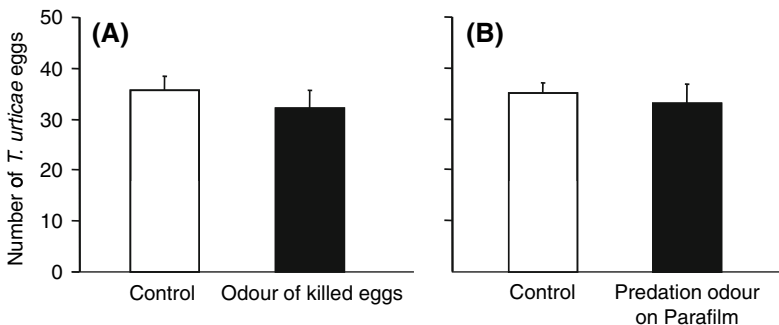 (A)
(B)
Number of T. urticae eggs
50
40
30
20
10
0
Control
Odour of killed eggs
Control
Predation odour
on Parafilm